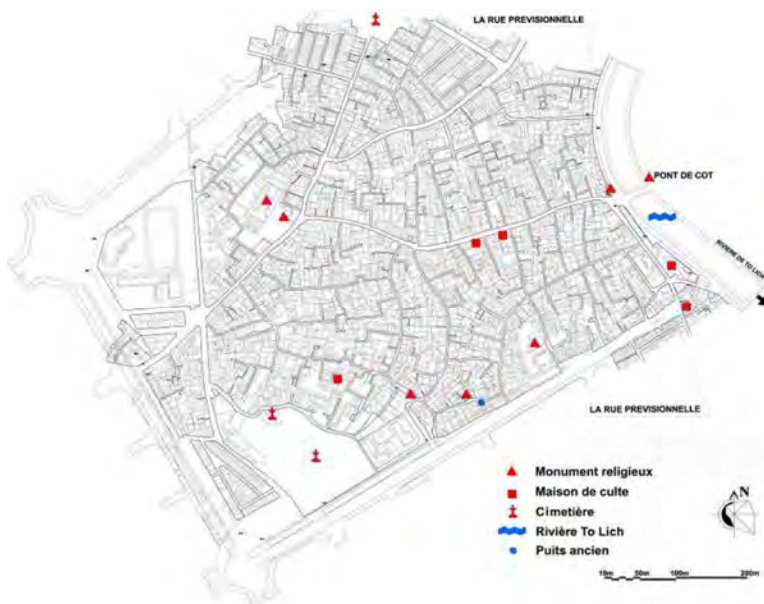 LA RUE PREVISIONNELLE
PONT DE COT
RIVIÈRE DE TO LICH
LA RUE PREVISIONNELLE
Monument religieux
Maison de culte
Cimetière
Rivière To Lich
Puits ancien
N
10m 50m 100m 200m